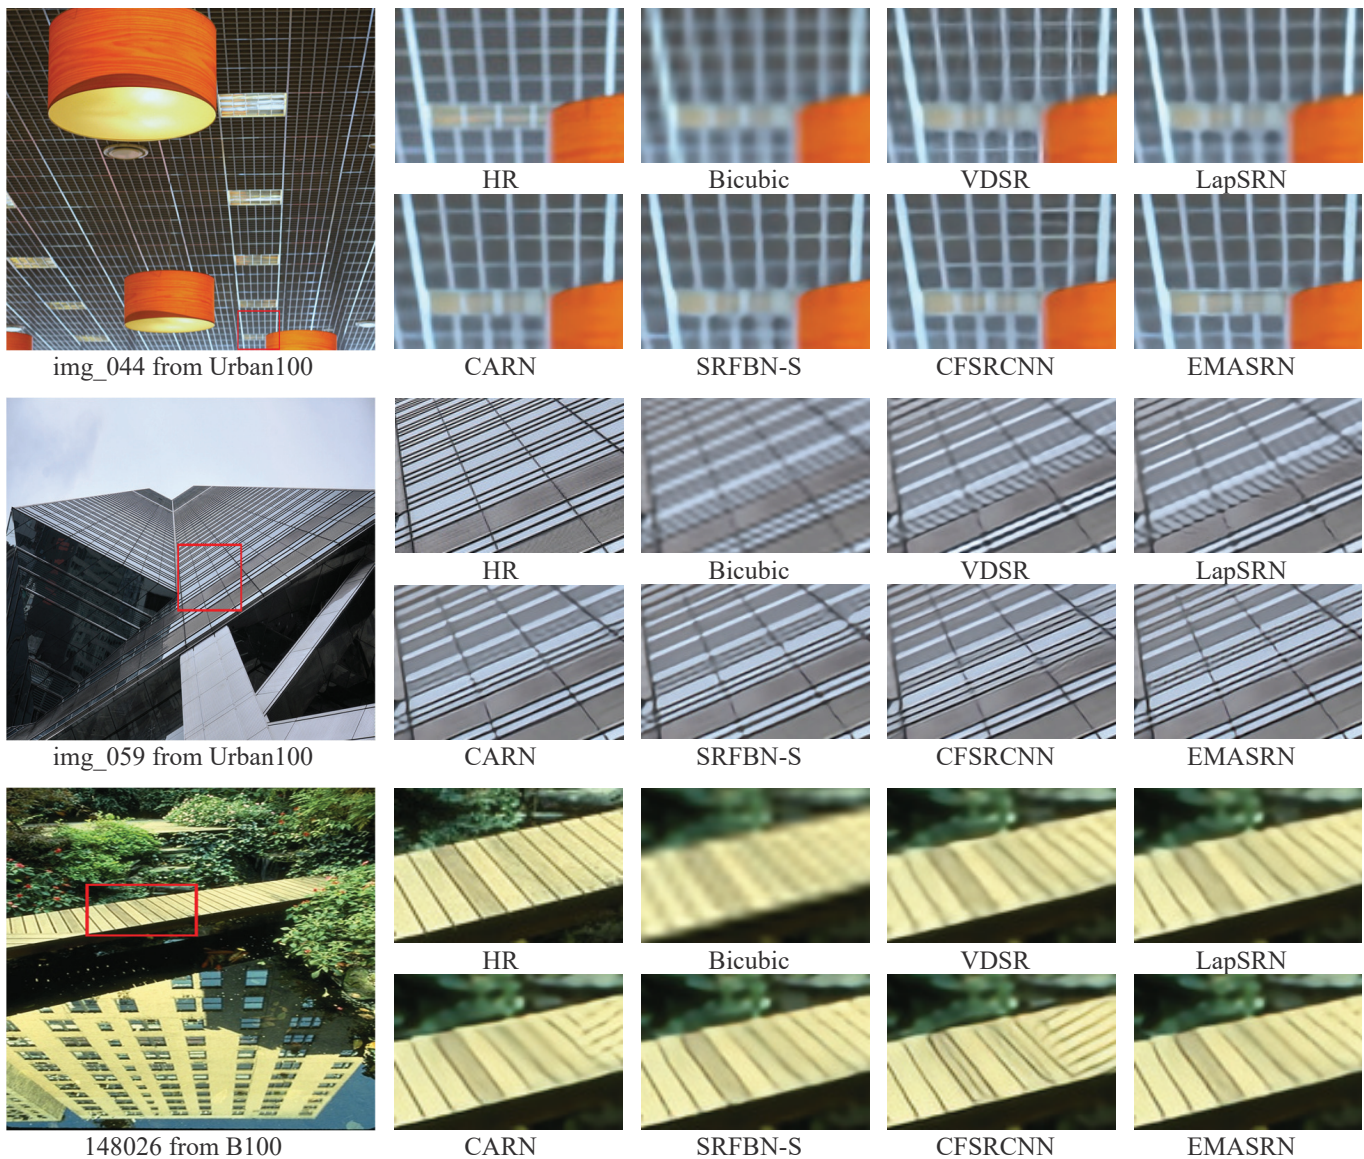 HR Bicubic VDSR LapSRN
CARN SRFBN-S CFSRCNN EMASRN
img_044 from Urban100
HR Bicubic VDSR LapSRN
CARN SRFBN-S CFSRCNN EMASRN
img_059 from Urban100
HR Bicubic VDSR LapSRN
CARN SRFBN-S CFSRCNN EMASRN
148026 from B100